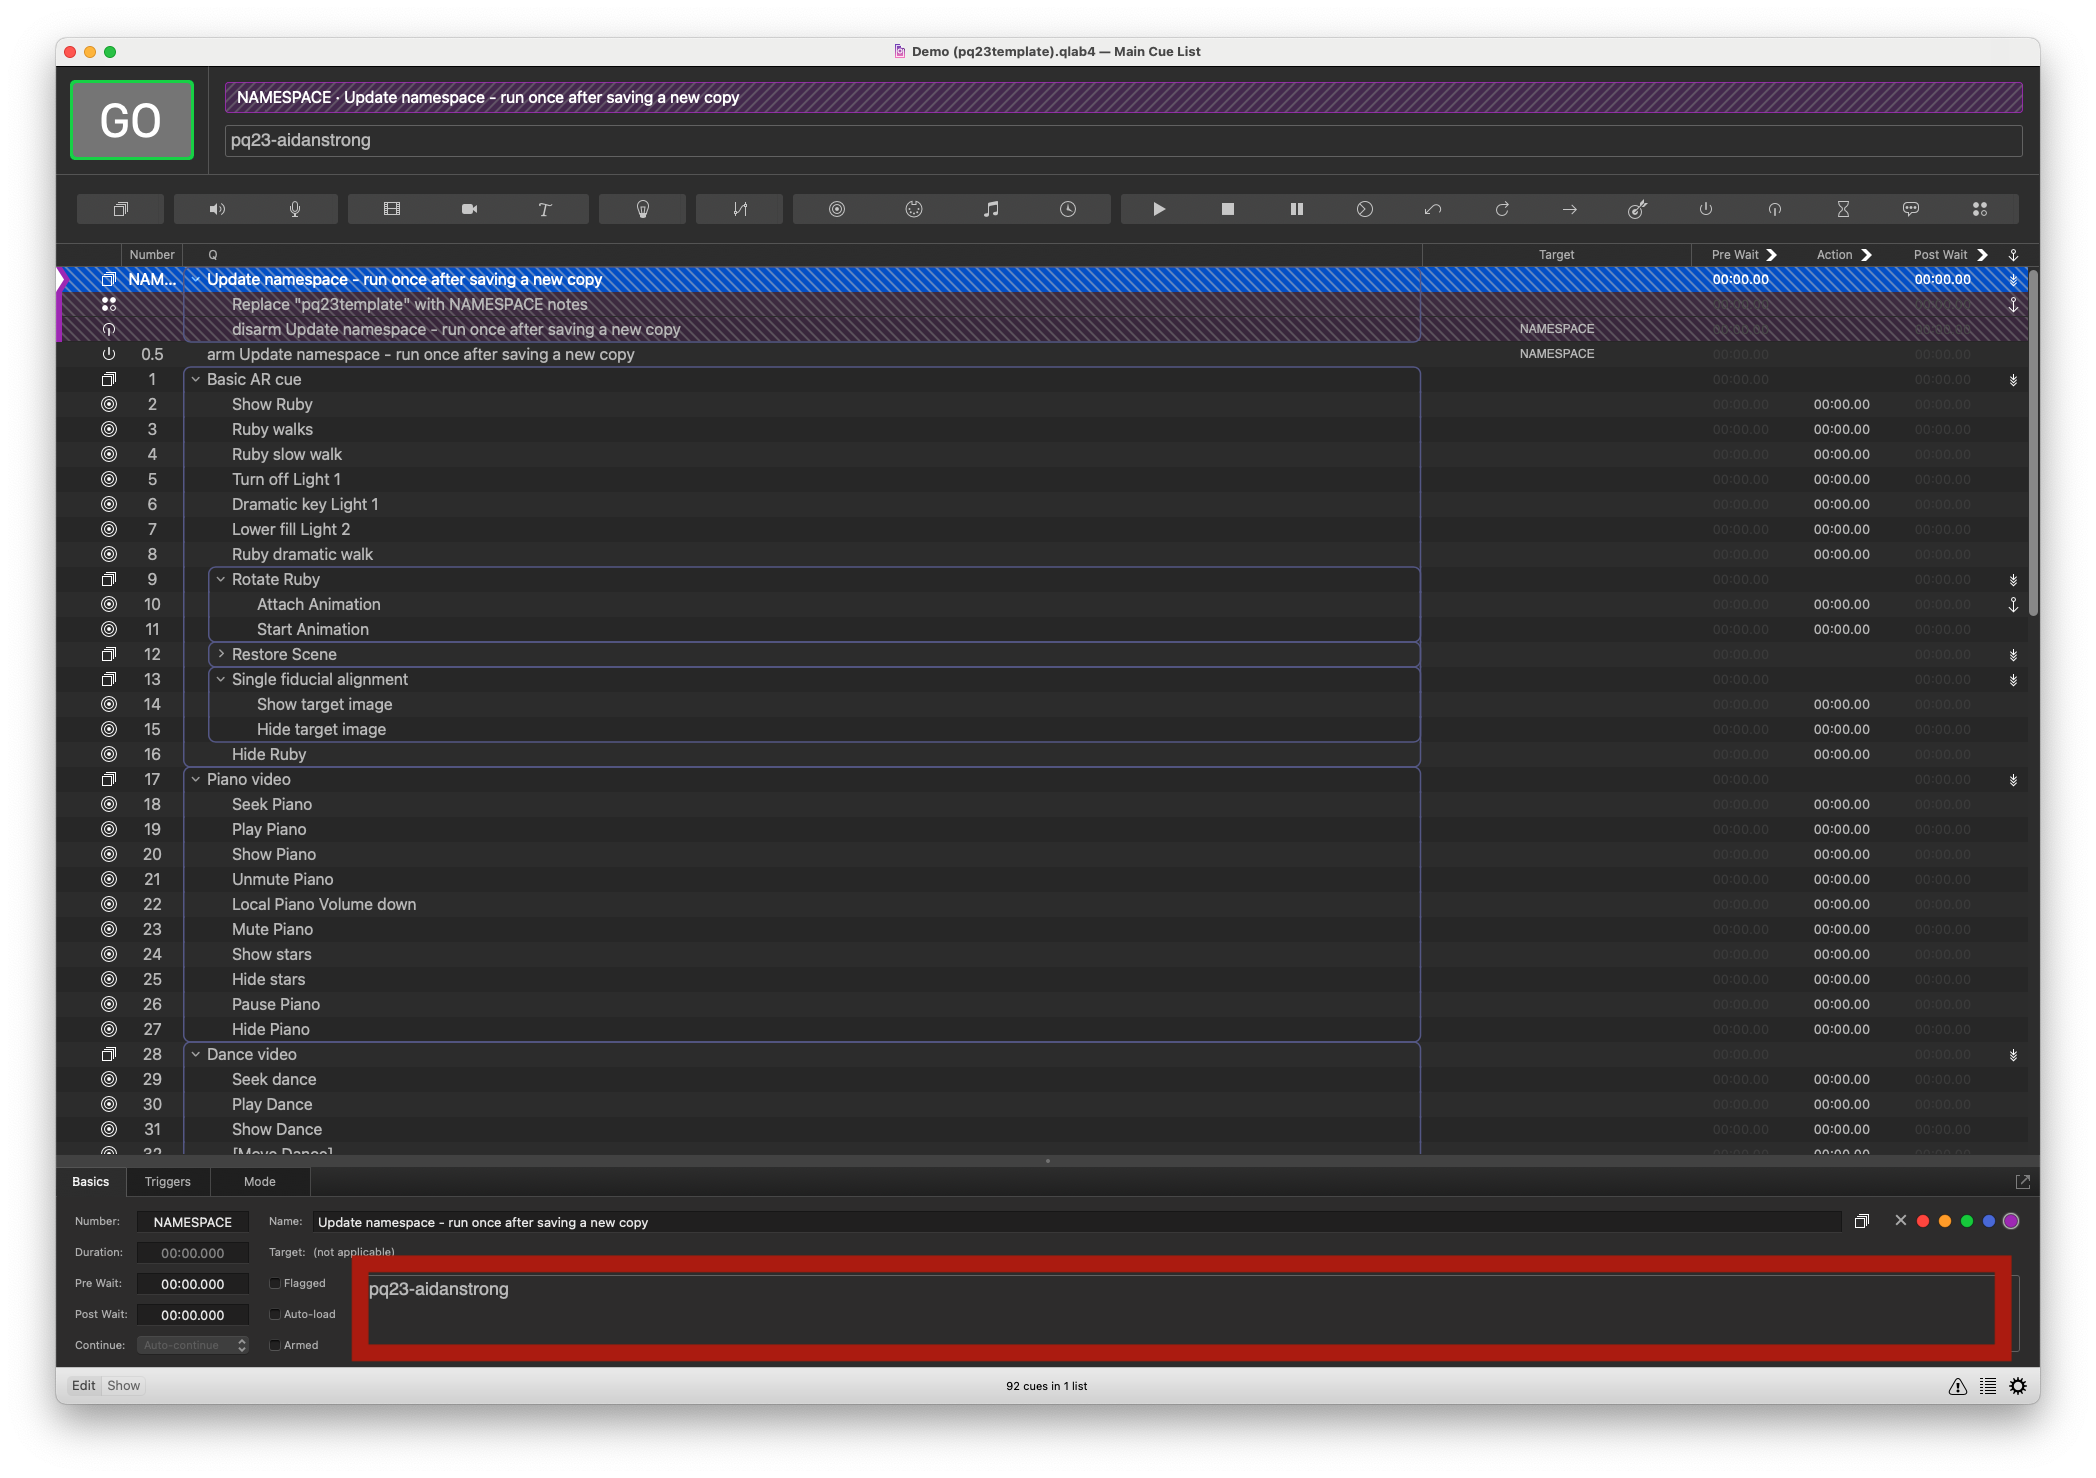 Demo (pq23template).qlab4 — Main Cue List
GO
NAMESPACE · Update namespace - run once after saving a new copy
pq23-aidanstrong
Number Q Target Pre Wait Action Post Wait
NAM... Update namespace - run once after saving a new copy 00:00.00 00:00.00
Replace "pq23template" with NAMESPACE notes
disarm Update namespace - run once after saving a new copy NAMESPACE
0.5 arm Update namespace - run once after saving a new copy NAMESPACE 00:00.00 00:00.00
1 Basic AR cue 00:00.00 00:00.00
2 Show Ruby 00:00.00 00:00.00 00:00.00
3 Ruby walks 00:00.00 00:00.00 00:00.00
4 Ruby slow walk 00:00.00 00:00.00 00:00.00
5 Turn off Light 1 00:00.00 00:00.00 00:00.00
6 Dramatic key Light 1 00:00.00 00:00.00 00:00.00
7 Lower fill Light 2 00:00.00 00:00.00 00:00.00
8 Ruby dramatic walk 00:00.00 00:00.00 00:00.00
9 Rotate Ruby 00:00.00 00:00.00
10 Attach Animation 00:00.00 00:00.00 00:00.00
11 Start Animation 00:00.00 00:00.00 00:00.00
12 Restore Scene 00:00.00 00:00.00
13 Single fiducial alignment 00:00.00 00:00.00
14 Show target image 00:00.00 00:00.00 00:00.00
15 Hide target image 00:00.00 00:00.00 00:00.00
16 Hide Ruby 00:00.00 00:00.00 00:00.00
17 Piano video 00:00.00 00:00.00
18 Seek Piano 00:00.00 00:00.00 00:00.00
19 Play Piano 00:00.00 00:00.00 00:00.00
20 Show Piano 00:00.00 00:00.00 00:00.00
21 Unmute Piano 00:00.00 00:00.00 00:00.00
22 Local Piano Volume down 00:00.00 00:00.00 00:00.00
23 Mute Piano 00:00.00 00:00.00 00:00.00
24 Show stars 00:00.00 00:00.00 00:00.00
25 Hide stars 00:00.00 00:00.00 00:00.00
26 Pause Piano 00:00.00 00:00.00 00:00.00
27 Hide Piano 00:00.00 00:00.00 00:00.00
28 Dance video 00:00.00 00:00.00
29 Seek dance 00:00.00 00:00.00 00:00.00
30 Play Dance 00:00.00 00:00.00 00:00.00
31 Show Dance 00:00.00 00:00.00 00:00.00
32 [Move Dance] 00:00.00 00:00.00 00:00.00
Basics Triggers Mode
Number: NAMESPACE Name: Update namespace - run once after saving a new copy
Duration: 00:00.000 Target: (not applicable)
Pre Wait: 00:00.000 Flagged
pq23-aidanstrong
Post Wait: 00:00.000 Auto-load
Continue: Auto-continue Armed
Edit Show 92 cues in 1 list